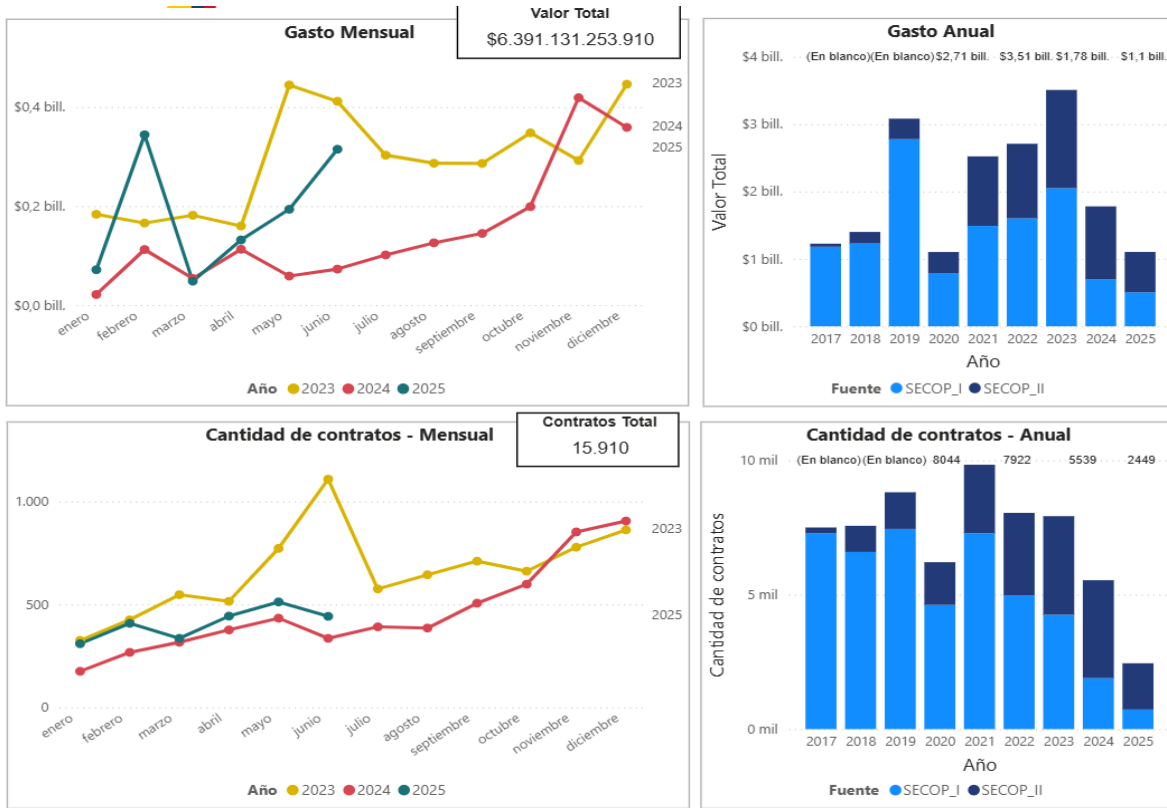 Valor Total
$6.391.131.253.910
Gasto Mensual
2023
$0,4 bill.
2024
2025
$0,2 bill.
$0,0 bill.
enero
febrero
marzo
abril
mayo
junio
julio
agosto
septiembre
octubre
noviembre
diciembre
Año 2023 2024 2025
Gasto Anual
$4 bill.
(En blanco)(En blanco) $2,71 bill. $3,51 bill. $1,78 bill. $1,1 bill.
$3 bill.
$2 bill.
$1 bill.
$0 bill.
Valor Total
2017 2018 2019 2020 2021 2022 2023 2024 2025
Año
Fuente SECOP_I SECOP_II
Contratos Total
15.910
Cantidad de contratos - Mensual
1.000
2023
500
2025
0
enero
febrero
marzo
abril
mayo
junio
julio
agosto
septiembre
octubre
noviembre
diciembre
Año 2023 2024 2025
Cantidad de contratos - Anual
10 mil
(En blanco)(En blanco) 8044 7922 5539 2449
5 mil
0 mil
Cantidad de contratos
2017 2018 2019 2020 2021 2022 2023 2024 2025
Año
Fuente SECOP_I SECOP_II